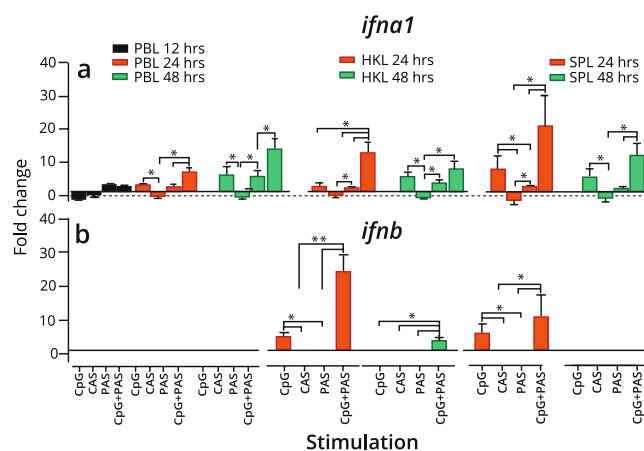 ifna1
PBL 12 hrs
PBL 24 hrs
PBL 48 hrs
HKL 24 hrs
HKL 48 hrs
SPL 24 hrs
SPL 48 hrs
a
40
30
20
10
0
* * * * * * * * * * * * * *
Fold change
b
ifnb
40
30
20
10
0
** * * * *
CpG CAS PAS CpG+PAS CpG CAS PAS CpG+PAS CpG CAS PAS CpG+PAS CpG CAS PAS CpG+PAS CpG CAS PAS CpG+PAS CpG CAS PAS CpG+PAS CpG CAS PAS CpG+PAS
Stimulation